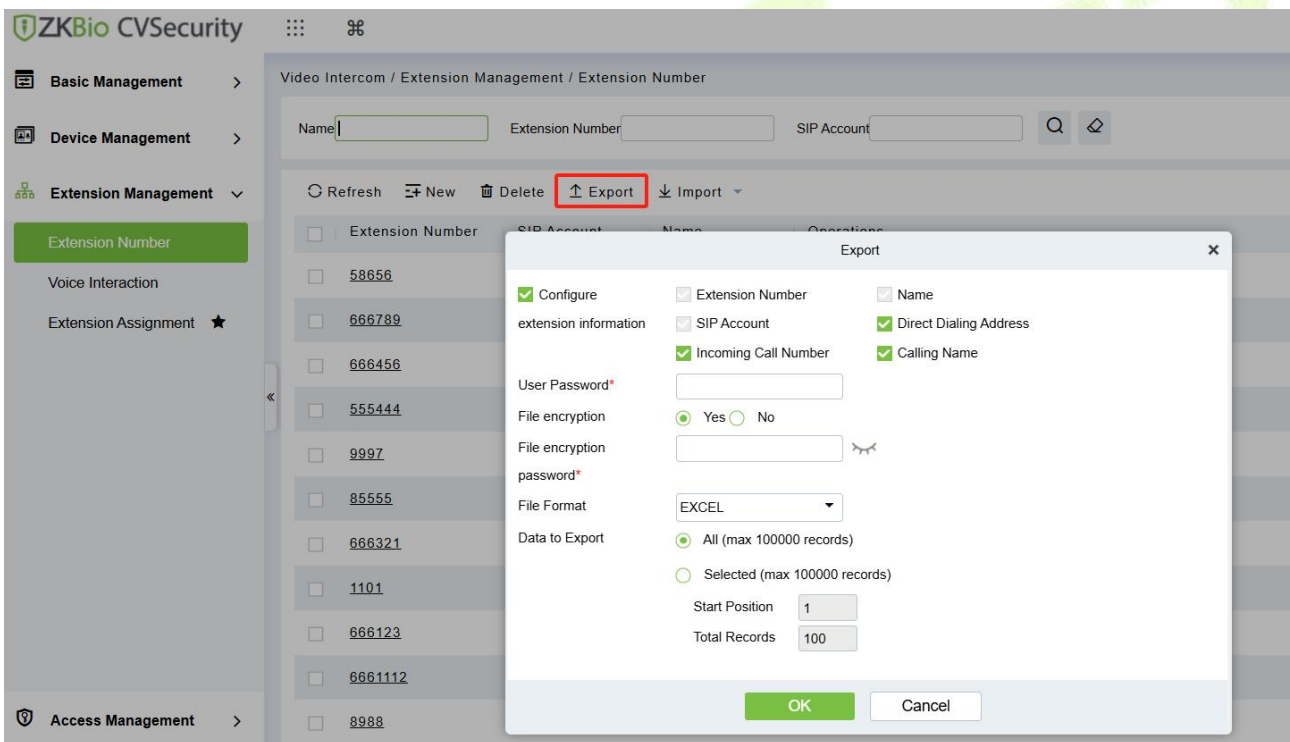 ZKBio CVSecurity
Basic Management
Device Management
Extension Management
Extension Number
Voice Interaction
Extension Assignment
Access Management
Video Intercom / Extension Management / Extension Number
Name Extension Number SIP Account
Refresh New Delete Export Import
Extension Number SIP Account Name Operations
58656
666789
666456
555444
9997
85555
666321
1101
666123
6661112
8988
Export
Configure Extension Number Name
extension information SIP Account Direct Dialing Address
Incoming Call Number Calling Name
User Password*
File encryption Yes No
File encryption
password*
File Format EXCEL
Data to Export All (max 100000 records)
Selected (max 100000 records)
Start Position 1
Total Records 100
OK Cancel